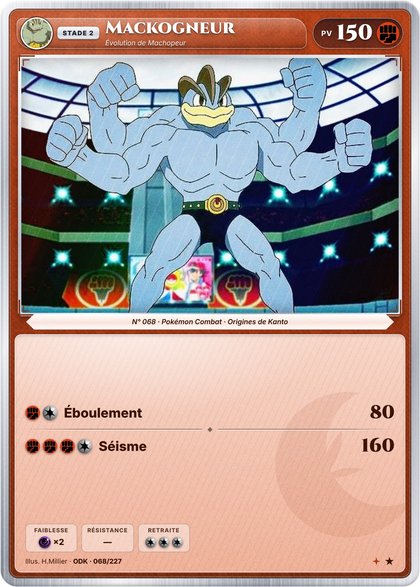 STADE 2
MACKOGNEUR
Évolution de Machopeur
PV 150
N° 068 · Pokémon Combat · Origines de Kanto
Éboulement 80
Séisme 160
FAIBLESSE RÉSISTANCE RETRAITE
×2 —
Illus. H.Millier · ODK · 068/227